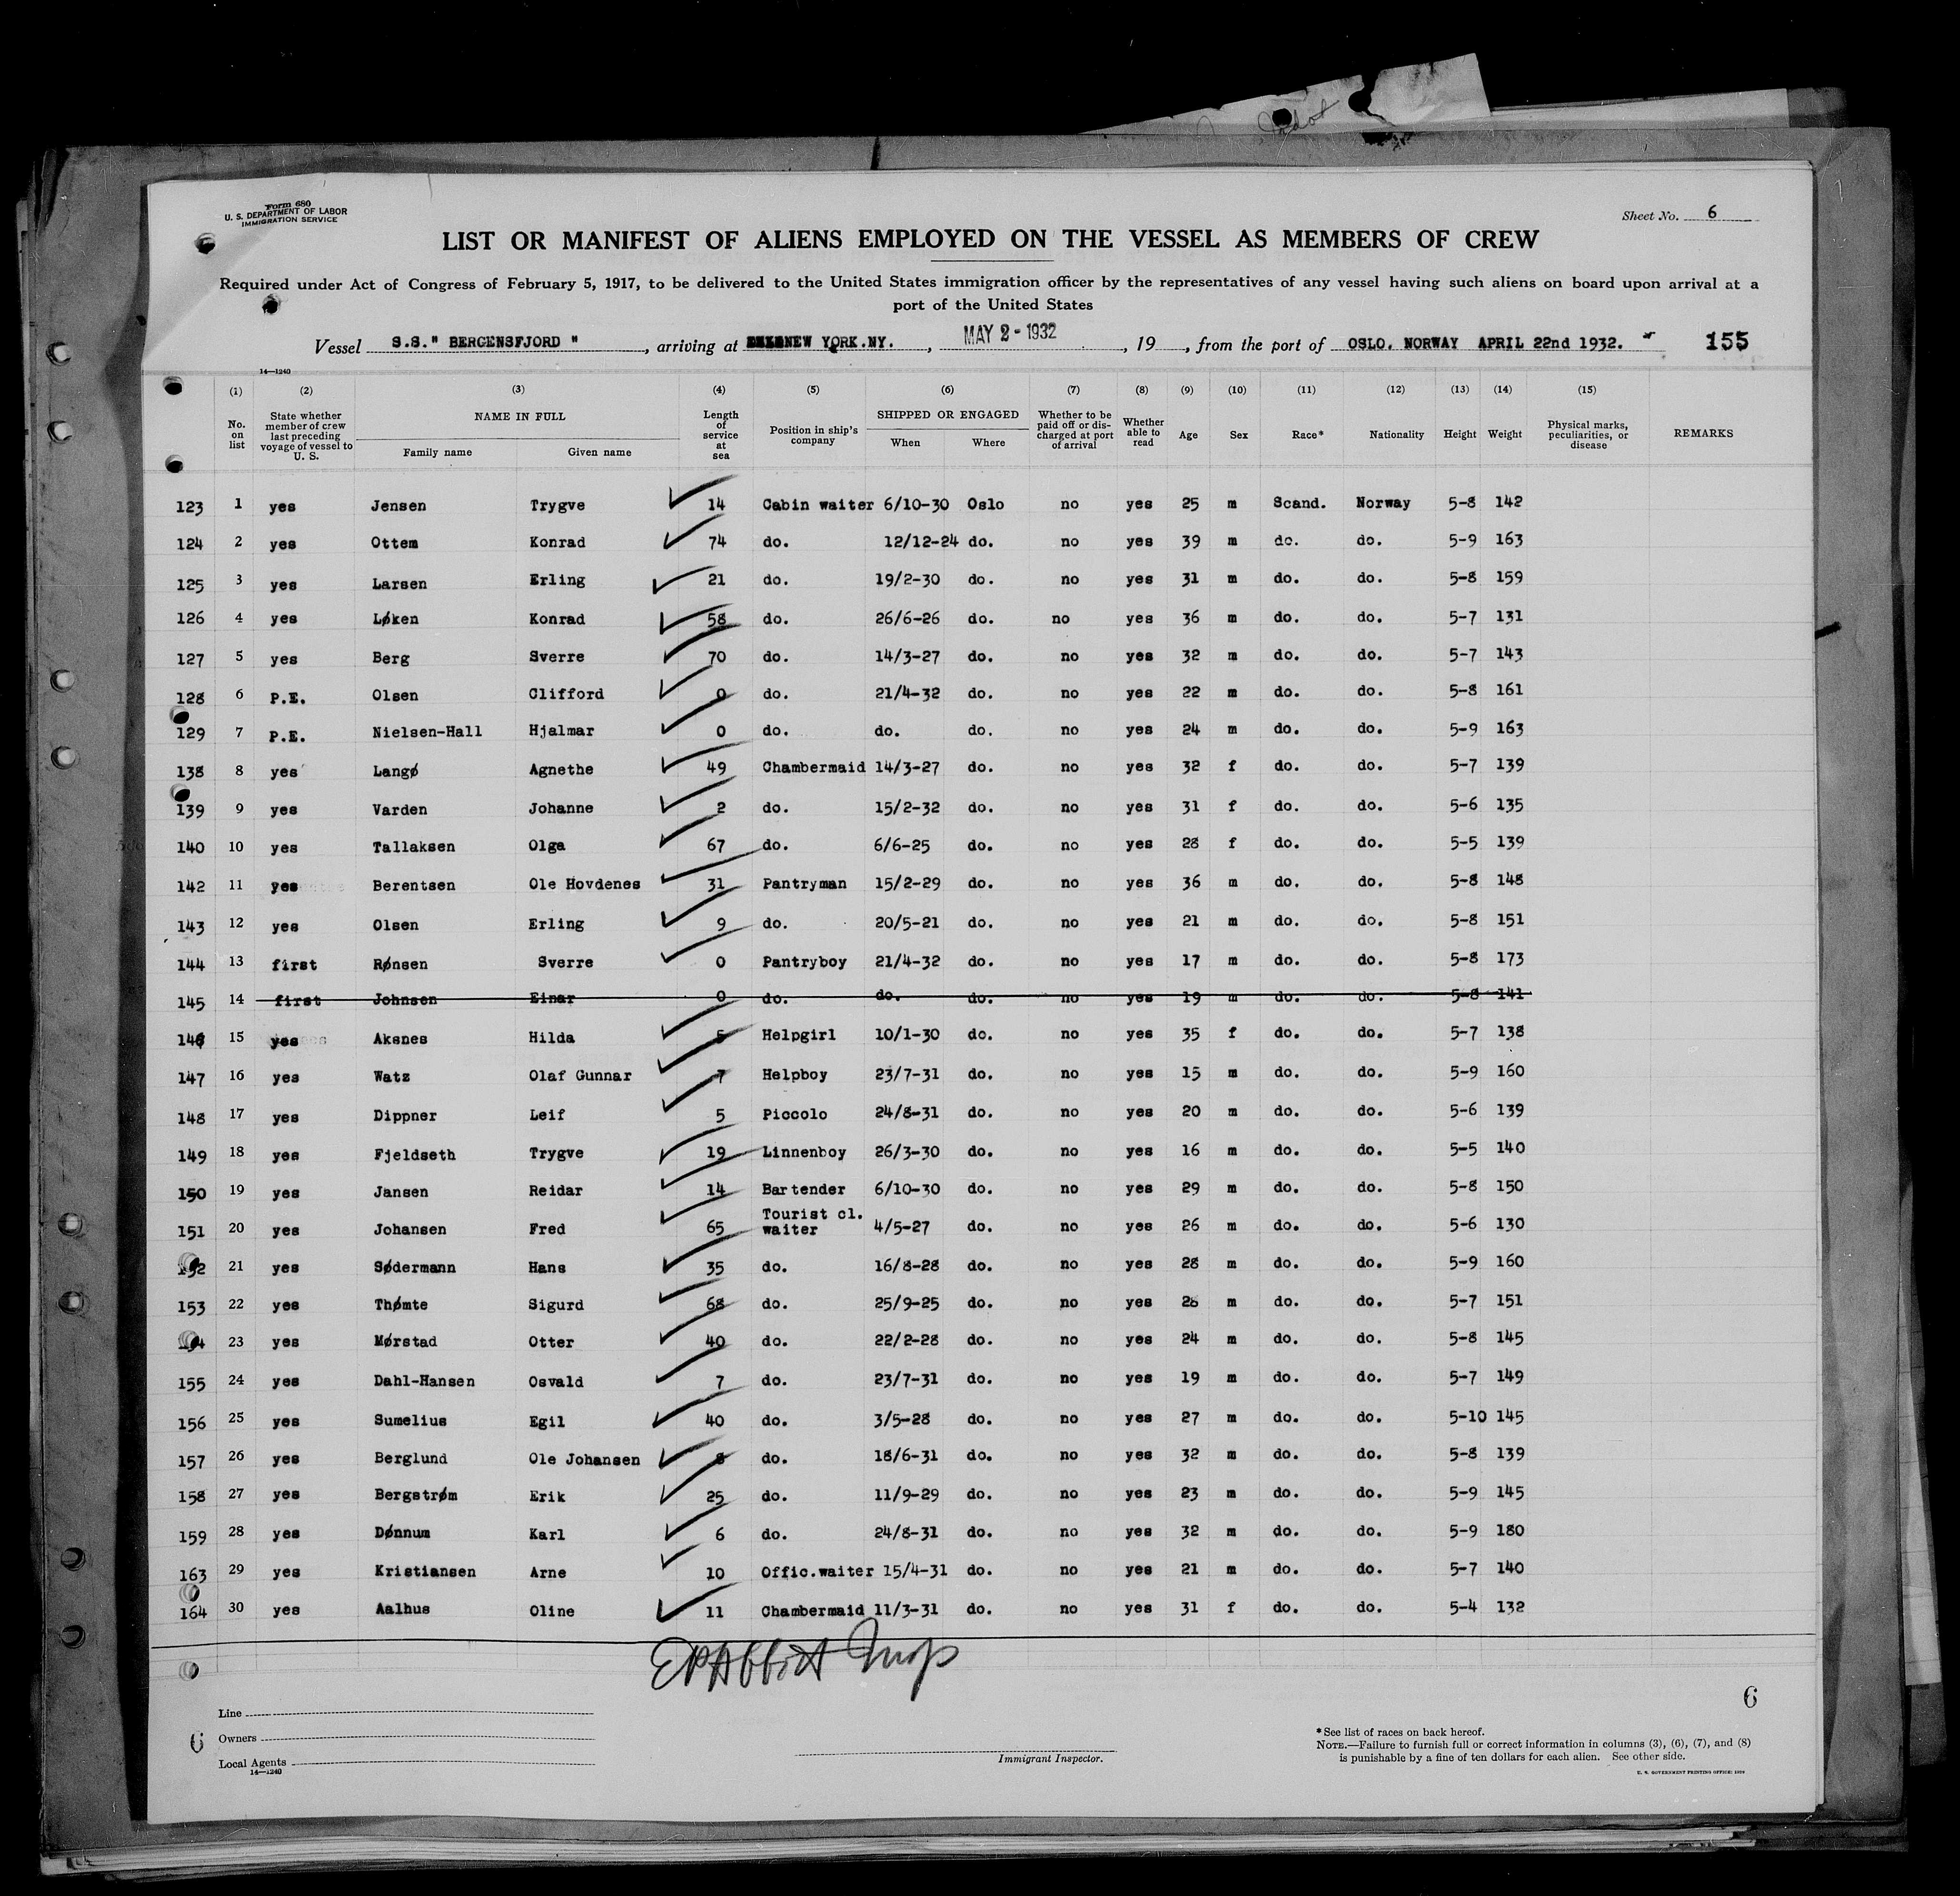 Form 680
U. S. DEPARTMENT OF LABOR
IMMIGRATION SERVICE
Sheet No. 6
LIST OR MANIFEST OF ALIENS EMPLOYED ON THE VESSEL AS MEMBERS OF CREW
Required under Act of Congress of February 5, 1917, to be delivered to the United States immigration officer by the representatives of any vessel having such aliens on board upon arrival at a
port of the United States
Vessel S.S." BERGENSFJORD ", arriving at NEW YORK.NY., MAY 2 - 1932, 19 , from the port of OSLO. NORWAY APRIL 22nd 1932. 155
14—1240
(1) (2) (3) (4) (5) (6) (7) (8) (9) (10) (11) (12) (13) (14) (15)
No. on list State whether member of crew last preceding voyage of vessel to U. S. NAME IN FULL Family name Given name Length of service at sea Position in ship's company SHIPPED OR ENGAGED When Where Whether to be paid off or discharged at port of arrival Whether able to read Age Sex Race* Nationality Height Weight Physical marks, peculiarities, or disease REMARKS
123 1 yes Jensen Trygve 14 Cabin waiter 6/10-30 Oslo no yes 25 m Scand. Norway 5-8 142
124 2 yes Ottem Konrad 74 do. 12/12-24 do. no yes 39 m do. do. 5-9 163
125 3 yes Larsen Erling 21 do. 19/2-30 do. no yes 31 m do. do. 5-8 159
126 4 yes Løken Konrad 58 do. 26/6-26 do. no yes 36 m do. do. 5-7 131
127 5 yes Berg Sverre 70 do. 14/3-27 do. no yes 32 m do. do. 5-7 143
128 6 P.E. Olsen Clifford 0 do. 21/4-32 do. no yes 22 m do. do. 5-8 161
129 7 P.E. Nielsen-Hall Hjalmar 0 do. do. do. no yes 24 m do. do. 5-9 163
138 8 yes Langø Agnethe 49 Chambermaid 14/3-27 do. no yes 32 f do. do. 5-7 139
139 9 yes Varden Johanne 2 do. 15/2-32 do. no yes 31 f do. do. 5-6 135
140 10 yes Tallaksen Olga 67 do. 6/6-25 do. no yes 28 f do. do. 5-5 139
142 11 yes Berentsen Ole Hovdenes 31 Pantryman 15/2-29 do. no yes 36 m do. do. 5-8 148
143 12 yes Olsen Erling 9 do. 20/5-21 do. no yes 21 m do. do. 5-8 151
144 13 first Rønsen Sverre 0 Pantryboy 21/4-32 do. no yes 17 m do. do. 5-8 173
145 14 first Johnsen Einar 0 do. do. do. no yes 19 m do. do. 5-8 141
146 15 yes Aksnes Hilda 5 Helpgirl 10/1-30 do. no yes 35 f do. do. 5-7 138
147 16 yes Watz Olaf Gunnar 7 Helpboy 23/7-31 do. no yes 15 m do. do. 5-9 160
148 17 yes Dippner Leif 5 Piccolo 24/8-31 do. no yes 20 m do. do. 5-6 139
149 18 yes Fjeldseth Trygve 19 Linnenboy 26/3-30 do. no yes 16 m do. do. 5-5 140
150 19 yes Jansen Reidar 14 Bartender 6/10-30 do. no yes 29 m do. do. 5-8 150
151 20 yes Johansen Fred 65 Tourist cl. waiter 4/5-27 do. no yes 26 m do. do. 5-6 130
21 yes Sødermann Hans 35 do. 16/8-28 do. no yes 28 m do. do. 5-9 160
153 22 yes Thømte Sigurd 68 do. 25/9-25 do. no yes 28 m do. do. 5-7 151
23 yes Mørstad Otter 40 do. 22/2-28 do. no yes 24 m do. do. 5-8 145
155 24 yes Dahl-Hansen Osvald 7 do. 23/7-31 do. no yes 19 m do. do. 5-7 149
156 25 yes Sumelius Egil 40 do. 3/5-28 do. no yes 27 m do. do. 5-10 145
157 26 yes Berglund Ole Johansen do. 18/6-31 do. no yes 32 m do. do. 5-8 139
158 27 yes Bergstrøm Erik 25 do. 11/9-29 do. no yes 23 m do. do. 5-9 145
159 28 yes Dønnum Karl 6 do. 24/8-31 do. no yes 32 m do. do. 5-9 180
163 29 yes Kristiansen Arne 10 Offic.waiter 15/4-31 do. no yes 21 m do. do. 5-7 140
164 30 yes Aalhus Oline 11 Chambermaid 11/3-31 do. no yes 31 f do. do. 5-4 132
6
Line
6 Owners
Local Agents
14—1240
Immigrant Inspector.
*See list of races on back hereof.
NOTE.—Failure to furnish full or correct information in columns (3), (6), (7), and (8)
is punishable by a fine of ten dollars for each alien. See other side.